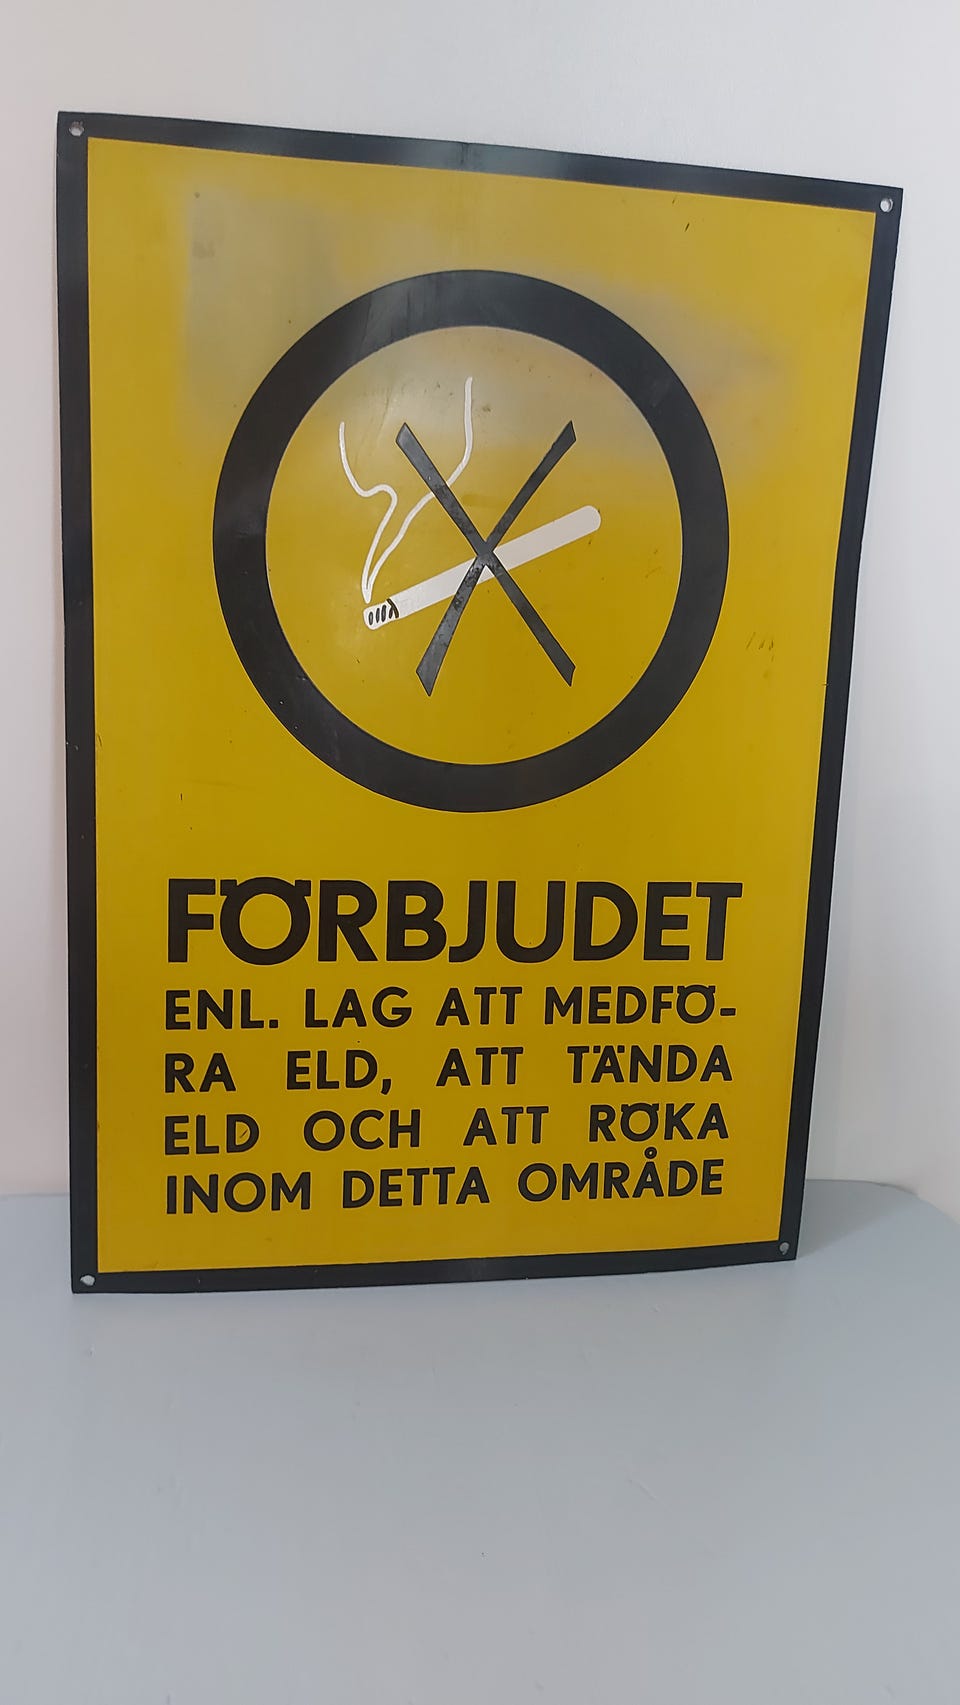 FÖRBJUDET
ENL. LAG ATT MEDFÖ-
RA ELD, ATT TÄNDA
ELD OCH ATT RÖKA
INOM DETTA OMRÅDE